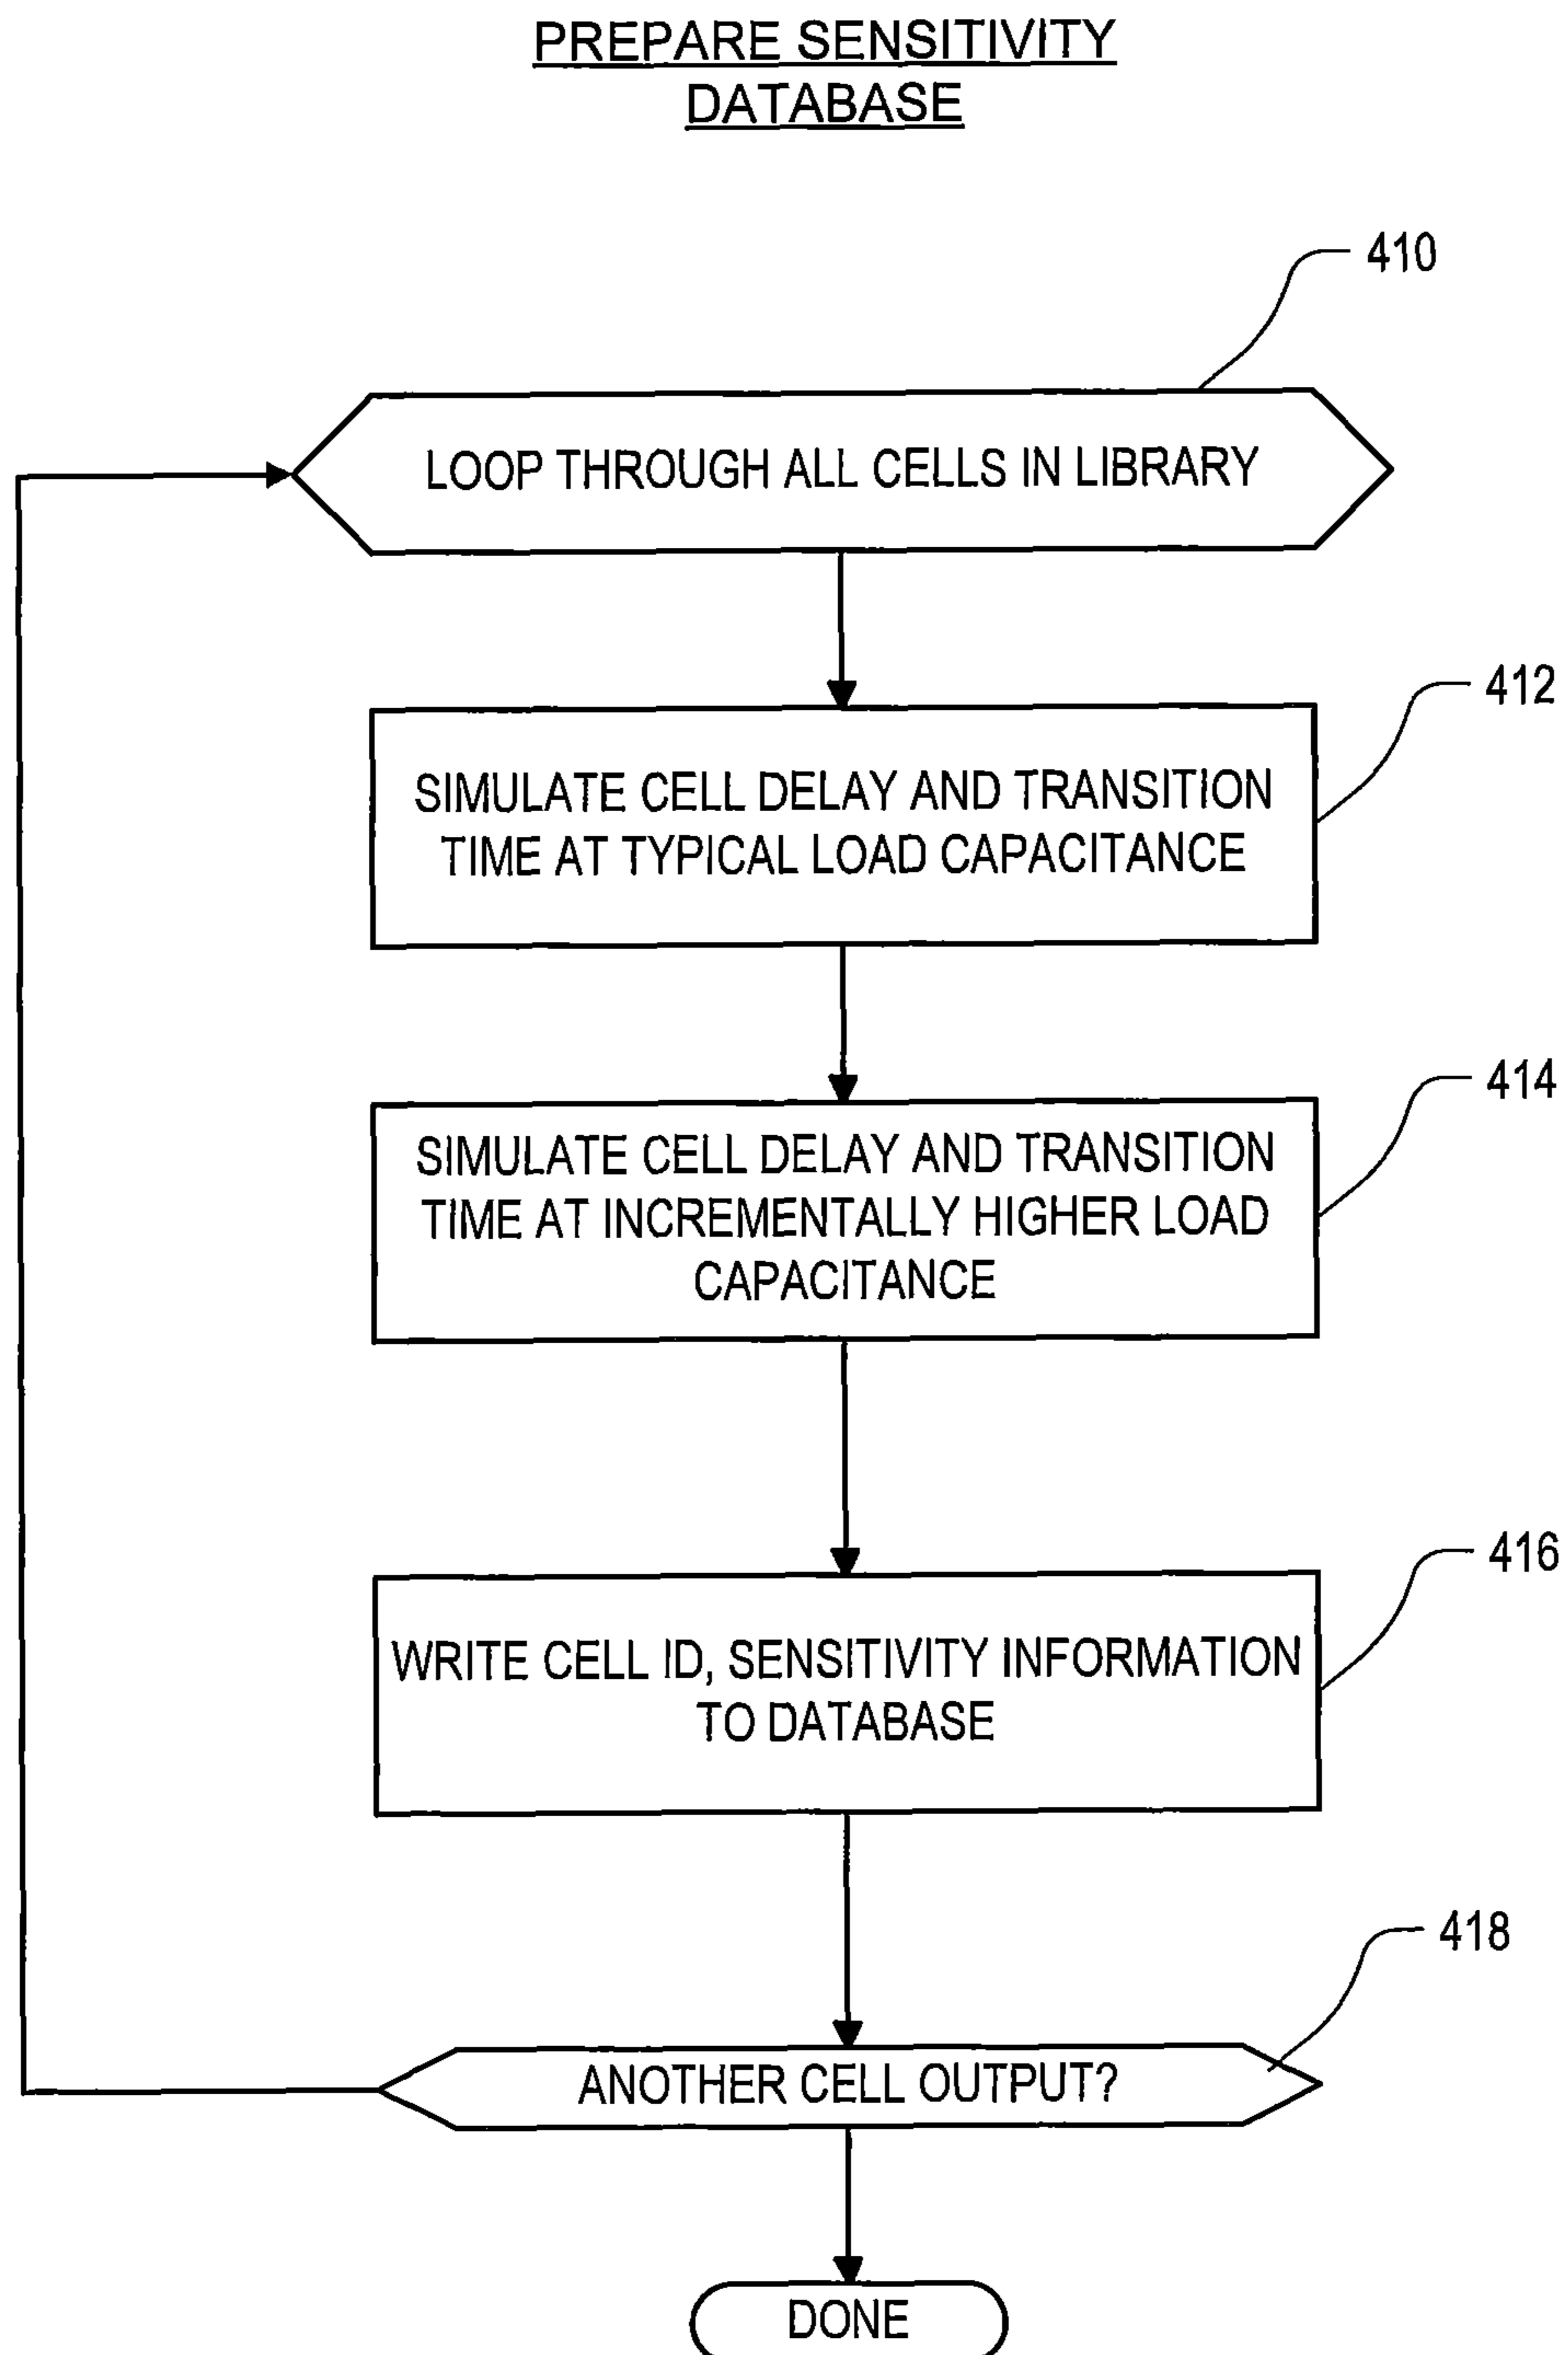 PREPARE SENSITIVITY
DATABASE
410
LOOP THROUGH ALL CELLS IN LIBRARY
412
SIMULATE CELL DELAY AND TRANSITION
TIME AT TYPICAL LOAD CAPACITANCE
414
SIMULATE CELL DELAY AND TRANSITION
TIME AT INCREMENTALLY HIGHER LOAD
CAPACITANCE
416
WRITE CELL ID, SENSITIVITY INFORMATION
TO DATABASE
418
ANOTHER CELL OUTPUT?
DONE